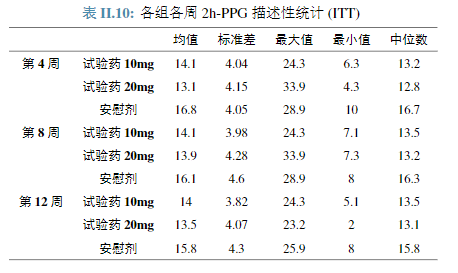 表 II.10: 各组各周 2h-PPG 描述性统计 (ITT)
均值 标准差 最大值 最小值 中位数
第 4 周 试验药 10mg 14.1 4.04 24.3 6.3 13.2
试验药 20mg 13.1 4.15 33.9 4.3 12.8
安慰剂 16.8 4.05 28.9 10 16.7
第 8 周 试验药 10mg 14.1 3.98 24.3 7.1 13.5
试验药 20mg 13.9 4.28 33.9 7.3 13.2
安慰剂 16.1 4.6 28.9 8 16.3
第 12 周 试验药 10mg 14 3.82 24.3 5.1 13.5
试验药 20mg 13.5 4.07 23.2 2 13.1
安慰剂 15.8 4.3 25.9 8 15.8